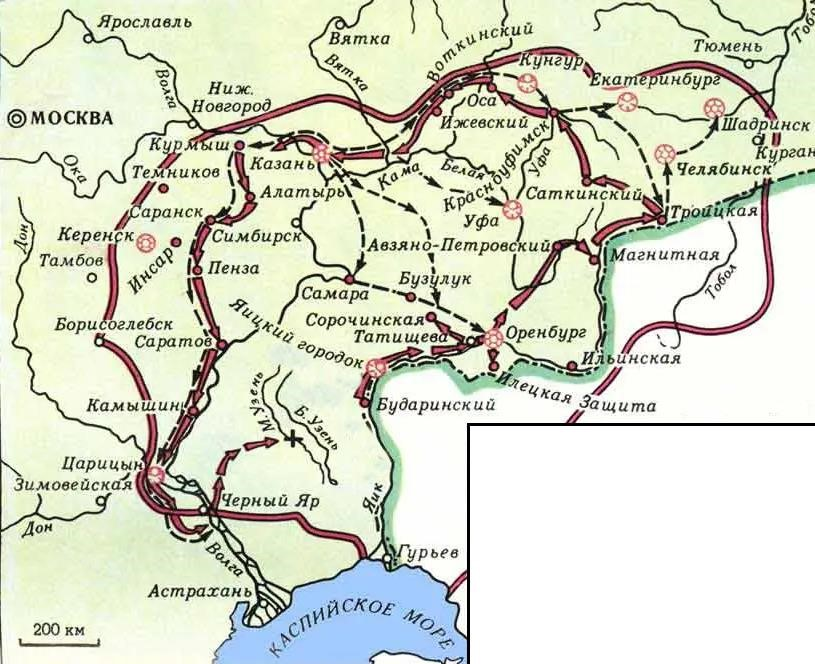 Ярославль
Вятка
Воткинский
Тюмень
Тобол
Кунгур
Вятка
Екатеринбург
Волга
Ниж.
Новгород
Оса
МОСКВА
Ижевский
Шадринск
Курмыш
Казань
Курган
Ока
Темников
Кама
Белая
Красноуфимск
Уфа
Челябинск
Алатырь
Саткинский
Саранск
Симбирск
Уфа
Троицкая
Дон
Керенск
Авзяно-Петровский
Магнитная
Тамбов
Инсар
Пенза
Бузулук
Тобол
Самара
Яицкий городок
Сорочинская
Борисоглебск
Татищева
Оренбург
Саратов
Ильинская
Илецкая Защита
М.Узень
Б. Узень
Камышин
Бударинский
Царицын
Зимовейская
Черный Яр
Яик
Дон
Волга
Гурьев
Астрахань
КАСПИЙСКОЕ МОРЕ
200 км